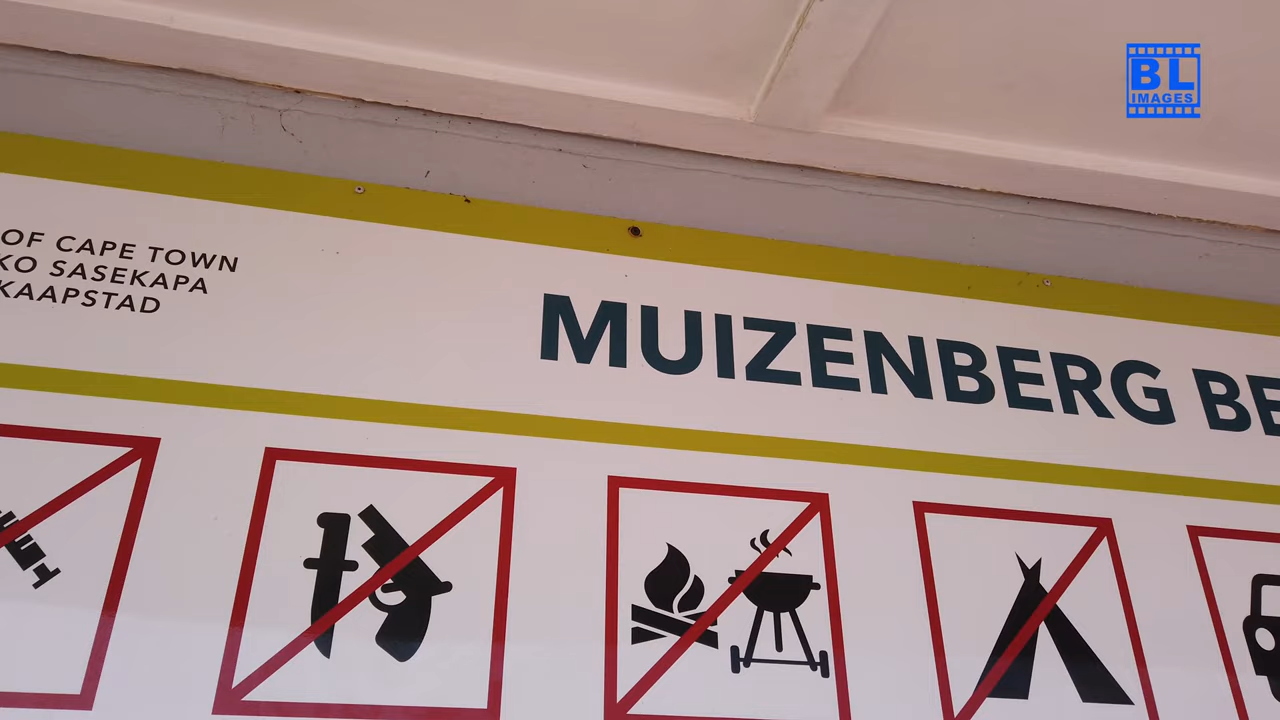 BL
IMAGES
OF CAPE TOWN
KO SASEKAPA
KAAPSTAD
MUIZENBERG BE